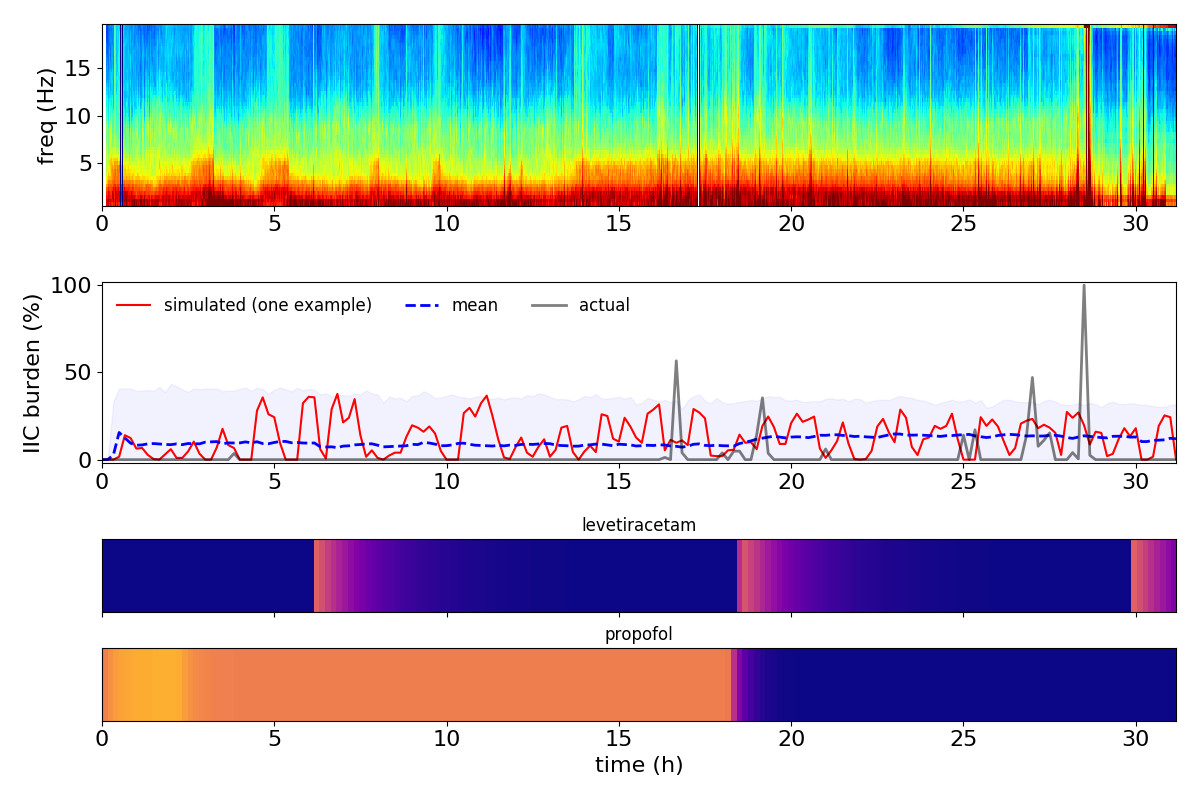 freq (Hz)
15
10
5
0 5 10 15 20 25 30
IIC burden (%)
100
50
0
simulated (one example) mean actual
0 5 10 15 20 25 30
levetiracetam
propofol
0 5 10 15 20 25 30
time (h)